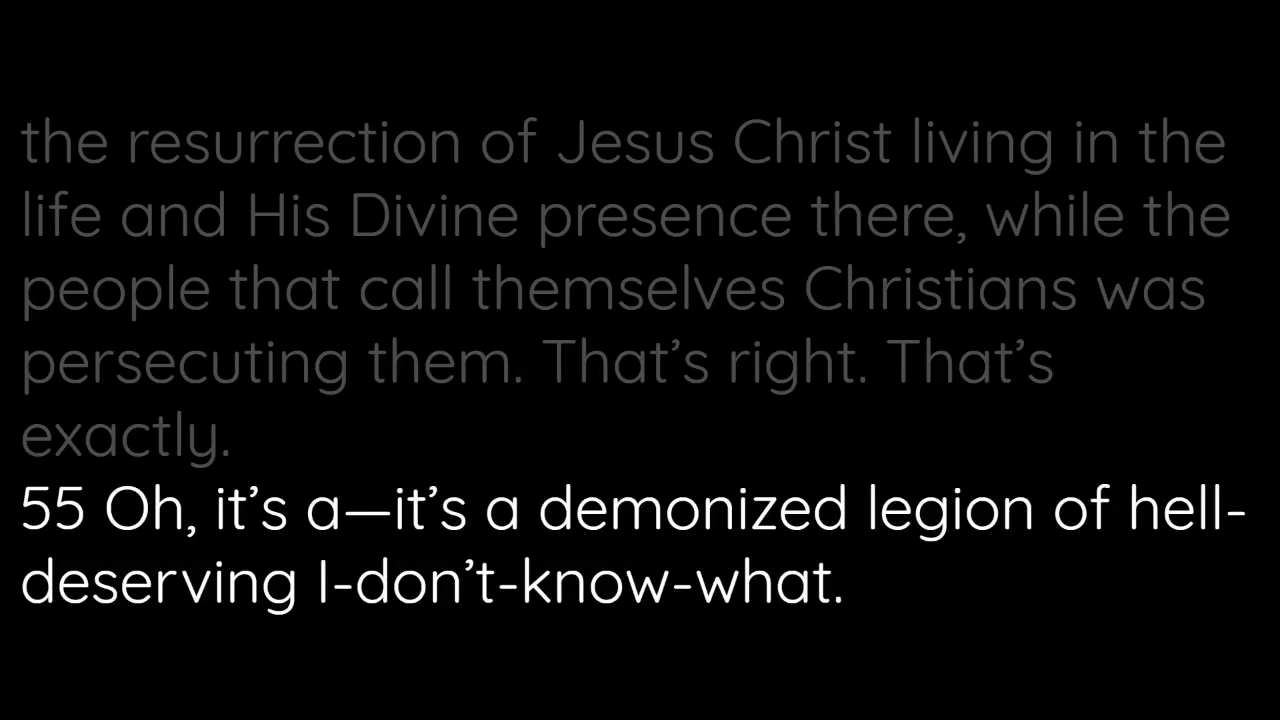 the resurrection of Jesus Christ living in the
life and His Divine presence there, while the
people that call themselves Christians was
persecuting them. That’s right. That’s
exactly.
55 Oh, it’s a—it’s a demonized legion of hell-
deserving I-don’t-know-what.